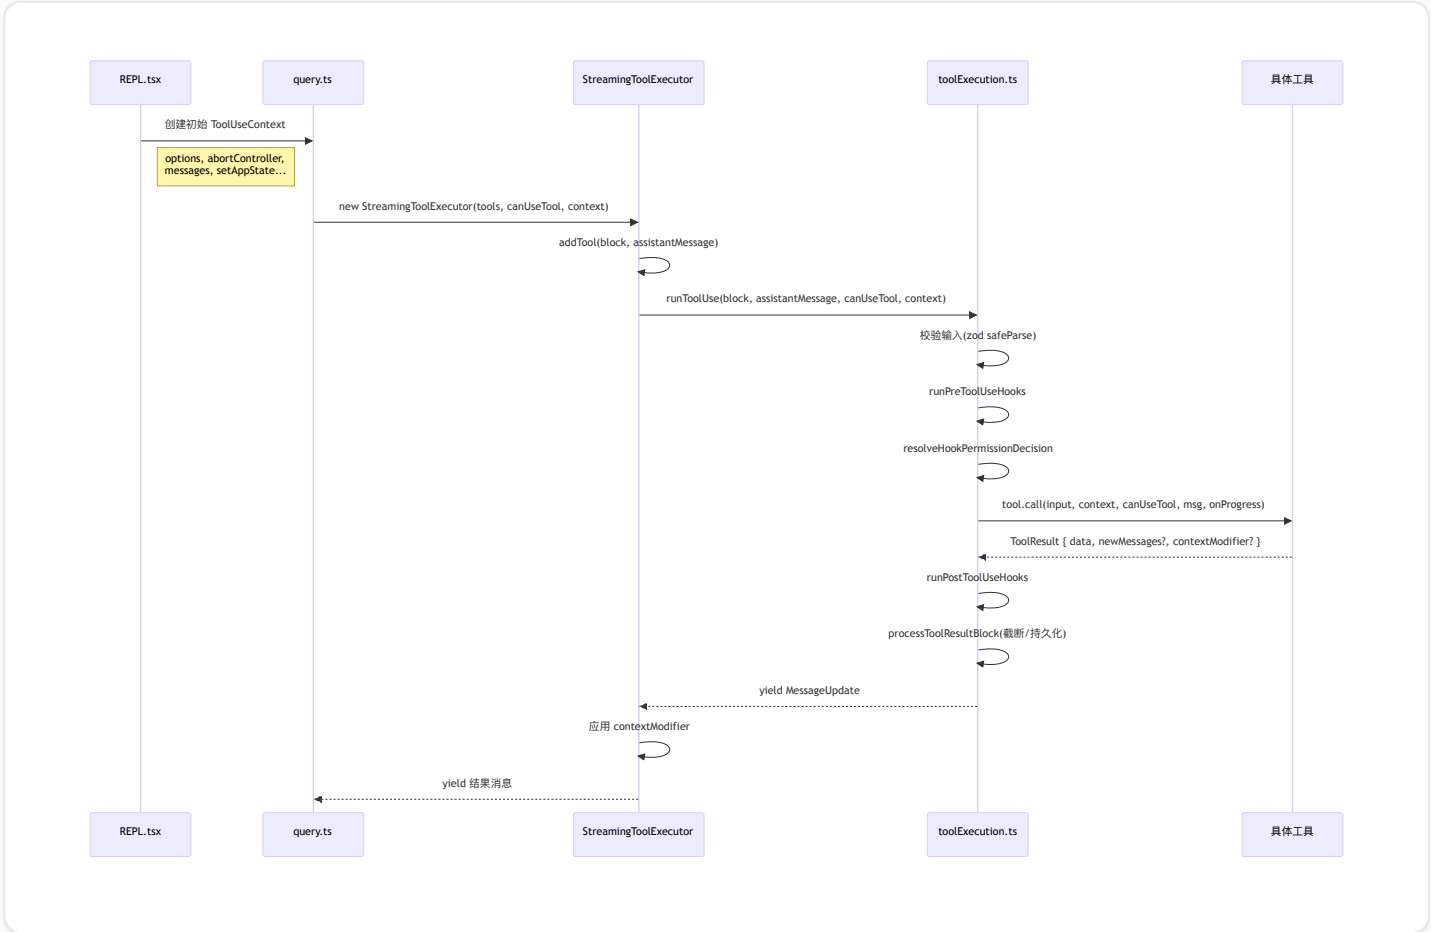 REPL.tsx
query.ts
StreamingToolExecutor
toolExecution.ts
具体工具
创建初始 ToolUseContext
options, abortController,
messages, setAppState...
new StreamingToolExecutor(tools, canUseTool, context)
addTool(block, assistantMessage)
runToolUse(block, assistantMessage, canUseTool, context)
校验输入(zod safeParse)
runPreToolUseHooks
resolveHookPermissionDecision
tool.call(input, context, canUseTool, msg, onProgress)
ToolResult { data, newMessages?, contextModifier? }
runPostToolUseHooks
processToolResultBlock(截断/持久化)
yield MessageUpdate
应用 contextModifier
yield 结果消息
REPL.tsx
query.ts
StreamingToolExecutor
toolExecution.ts
具体工具